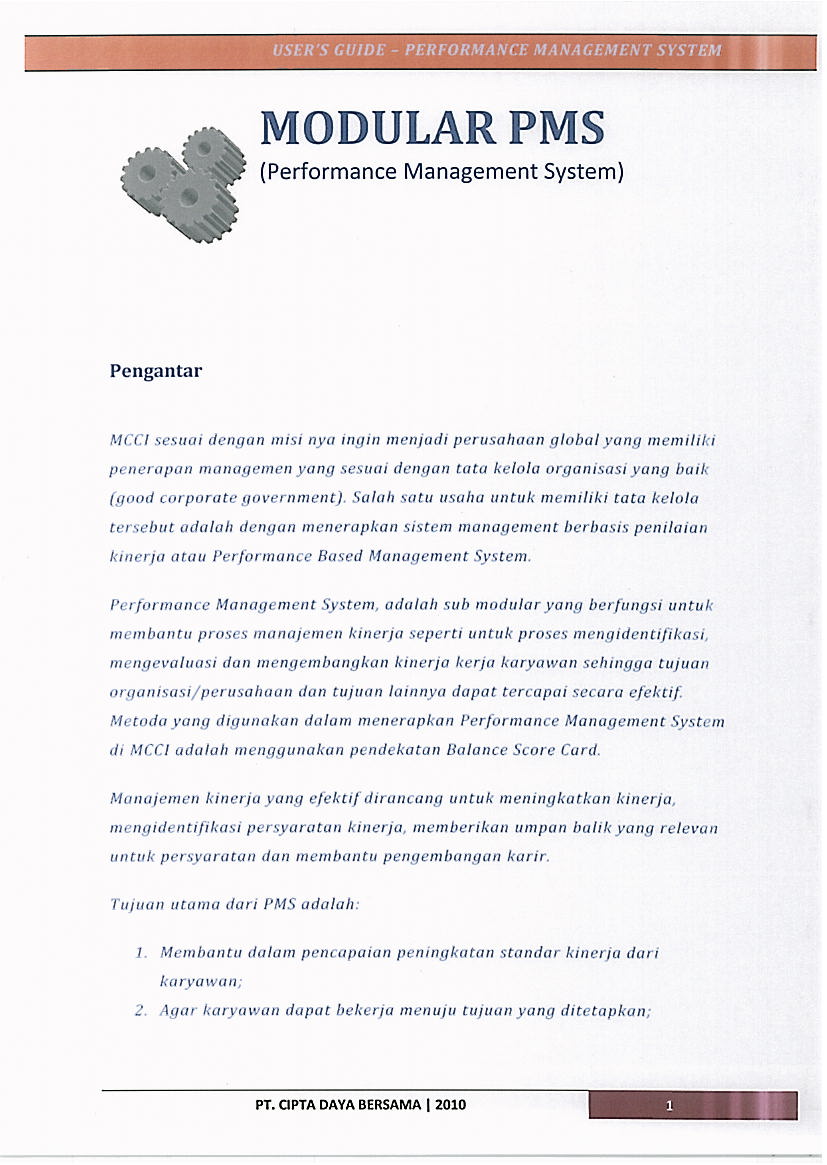 USER'S GUIDE – PERFORMANCE MANAGEMENT SYSTEM
MODULAR PMS
(Performance Management System)
Pengantar
MCCI sesuai dengan misi nya ingin menjadi perusahaan global yang memiliki
penerapan managemen yang sesuai dengan tata kelola organisasi yang baik
(good corporate government). Salah satu usaha untuk memiliki tata kelola
tersebut adalah dengan menerapkan sistem management berbasis penilaian
kinerja atau Performance Based Management System.
Performance Management System, adalah sub modular yang berfungsi untuk
membantu proses manajemen kinerja seperti untuk proses mengidentifikasi,
mengevaluasi dan mengembangkan kinerja kerja karyawan sehingga tujuan
organisasi/perusahaan dan tujuan lainnya dapat tercapai secara efektif.
Metoda yang digunakan dalam menerapkan Performance Management System
di MCCI adalah menggunakan pendekatan Balance Score Card.
Manajemen kinerja yang efektif dirancang untuk meningkatkan kinerja,
mengidentifikasi persyaratan kinerja, memberikan umpan balik yang relevan
untuk persyaratan dan membantu pengembangan karir.
Tujuan utama dari PMS adalah:
1. Membantu dalam pencapaian peningkatan standar kinerja dari
karyawan;
2. Agar karyawan dapat bekerja menuju tujuan yang ditetapkan;
PT. CIPTA DAYA BERSAMA | 2010
1